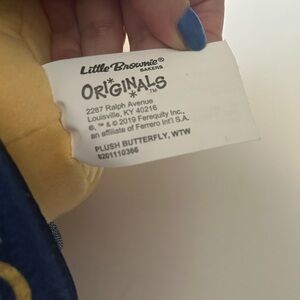 Little Brownie®
BAKERS
ORIGINALS™
2287 Ralph Avenue
Louisville, KY 40216
®, ™ & © 2019 Ferequity Inc.,
an affiliate of Ferrero Int'l S.A.
PLUSH BUTTERFLY, WTW
8201110366